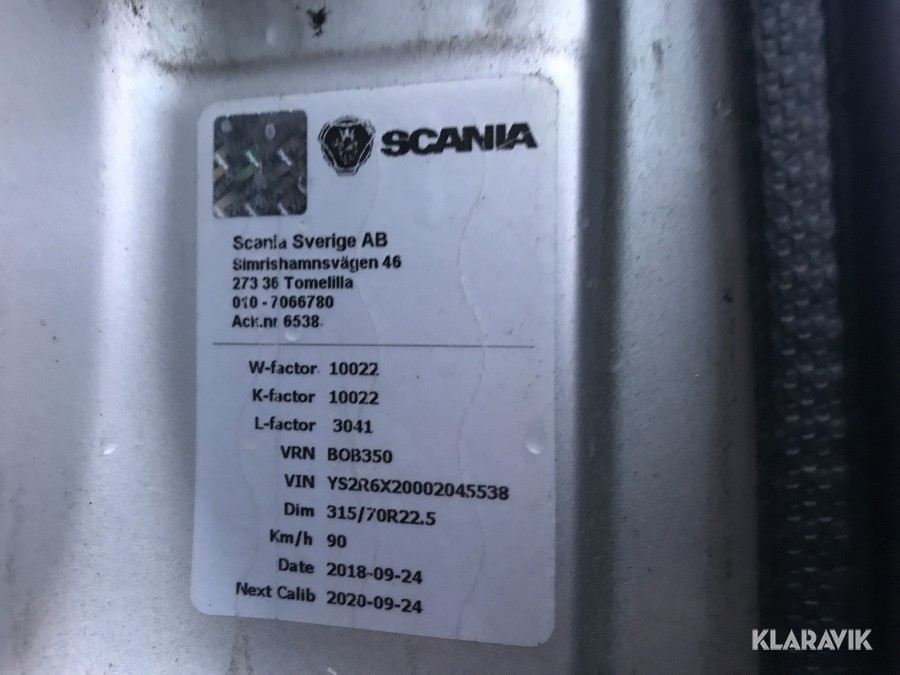 SCANIA
Scania Sverige AB
Simrishamnsvägen 46
273 36 Tomelilla
010 - 7066780
Ack.nr 6538
W-factor 10022
K-factor 10022
L-factor 3041
VRN BOB350
VIN YS2R6X20002045538
Dim 315/70R22.5
Km/h 90
Date 2018-09-24
Next Calib 2020-09-24
KLARAVIK